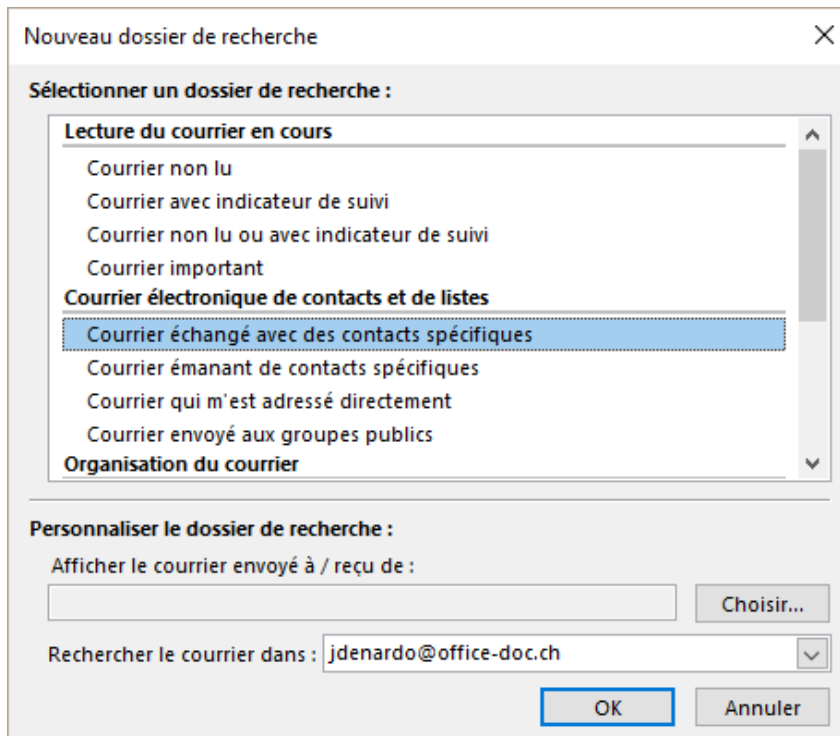 Nouveau dossier de recherche
Sélectionner un dossier de recherche :
Lecture du courrier en cours
Courrier non lu
Courrier avec indicateur de suivi
Courrier non lu ou avec indicateur de suivi
Courrier important
Courrier électronique de contacts et de listes
Courrier échangé avec des contacts spécifiques
Courrier émanant de contacts spécifiques
Courrier qui m'est adressé directement
Courrier envoyé aux groupes publics
Organisation du courrier
Personnaliser le dossier de recherche :
Afficher le courrier envoyé à / reçu de :
Choisir...
Rechercher le courrier dans : jdenardo@office-doc.ch
OK Annuler